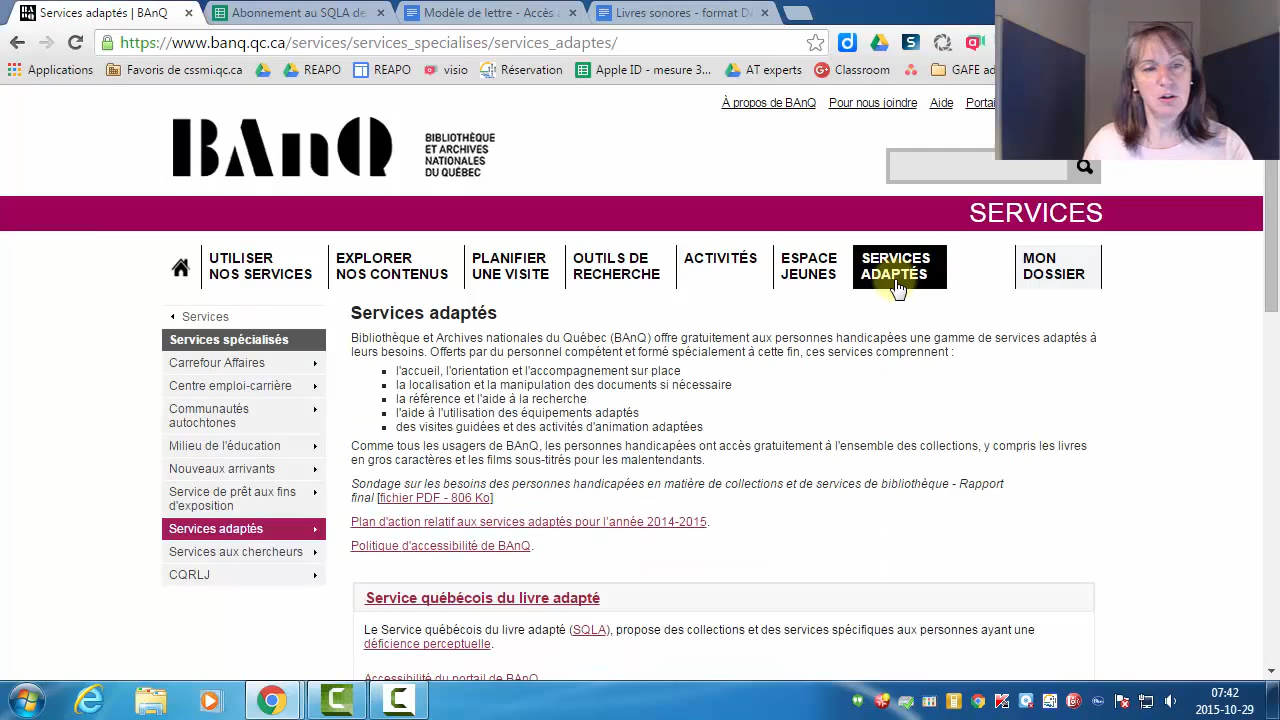 Services adaptés | BAnQ
Abonnement au SQLA de
Modèle de lettre - Accès à
Livres sonores - format DA
https://www.banq.qc.ca/services/services_specialises/services_adaptes/
Applications
Favoris de cssmi.qc.ca
REAPO
REAPO
visio
Réservation
Apple ID - mesure 3...
AT experts
Classroom
GAFE ad
À propos de BAnQ
Pour nous joindre
Aide
Portai
BAnQ
BIBLIOTHÈQUE
ET ARCHIVES
NATIONALES
DU QUÉBEC
SERVICES
UTILISER
NOS SERVICES
EXPLORER
NOS CONTENUS
PLANIFIER
UNE VISITE
OUTILS DE
RECHERCHE
ACTIVITÉS
ESPACE
JEUNES
SERVICES
ADAPTÉS
MON
DOSSIER
Services
Services spécialisés
Carrefour Affaires
Centre emploi-carrière
Communautés
autochtones
Milieu de l'éducation
Nouveaux arrivants
Service de prêt aux fins
d'exposition
Services adaptés
Services aux chercheurs
CQRLJ
Services adaptés
Bibliothèque et Archives nationales du Québec (BAnQ) offre gratuitement aux personnes handicapées une gamme de services adaptés à
leurs besoins. Offerts par du personnel compétent et formé spécialement à cette fin, ces services comprennent :
l'accueil, l'orientation et l'accompagnement sur place
la localisation et la manipulation des documents si nécessaire
la référence et l'aide à la recherche
l'aide à l'utilisation des équipements adaptés
des visites guidées et des activités d'animation adaptées
Comme tous les usagers de BAnQ, les personnes handicapées ont accès gratuitement à l'ensemble des collections, y compris les livres
en gros caractères et les films sous-titrés pour les malentendants.
Sondage sur les besoins des personnes handicapées en matière de collections et de services de bibliothèque - Rapport
final [fichier PDF - 806 Ko]
Plan d'action relatif aux services adaptés pour l'année 2014-2015.
Politique d'accessibilité de BAnQ.
Service québécois du livre adapté
Le Service québécois du livre adapté (SQLA), propose des collections et des services spécifiques aux personnes ayant une
déficience perceptuelle.
Accessibilité du portail de BAnQ
07:42
2015-10-29